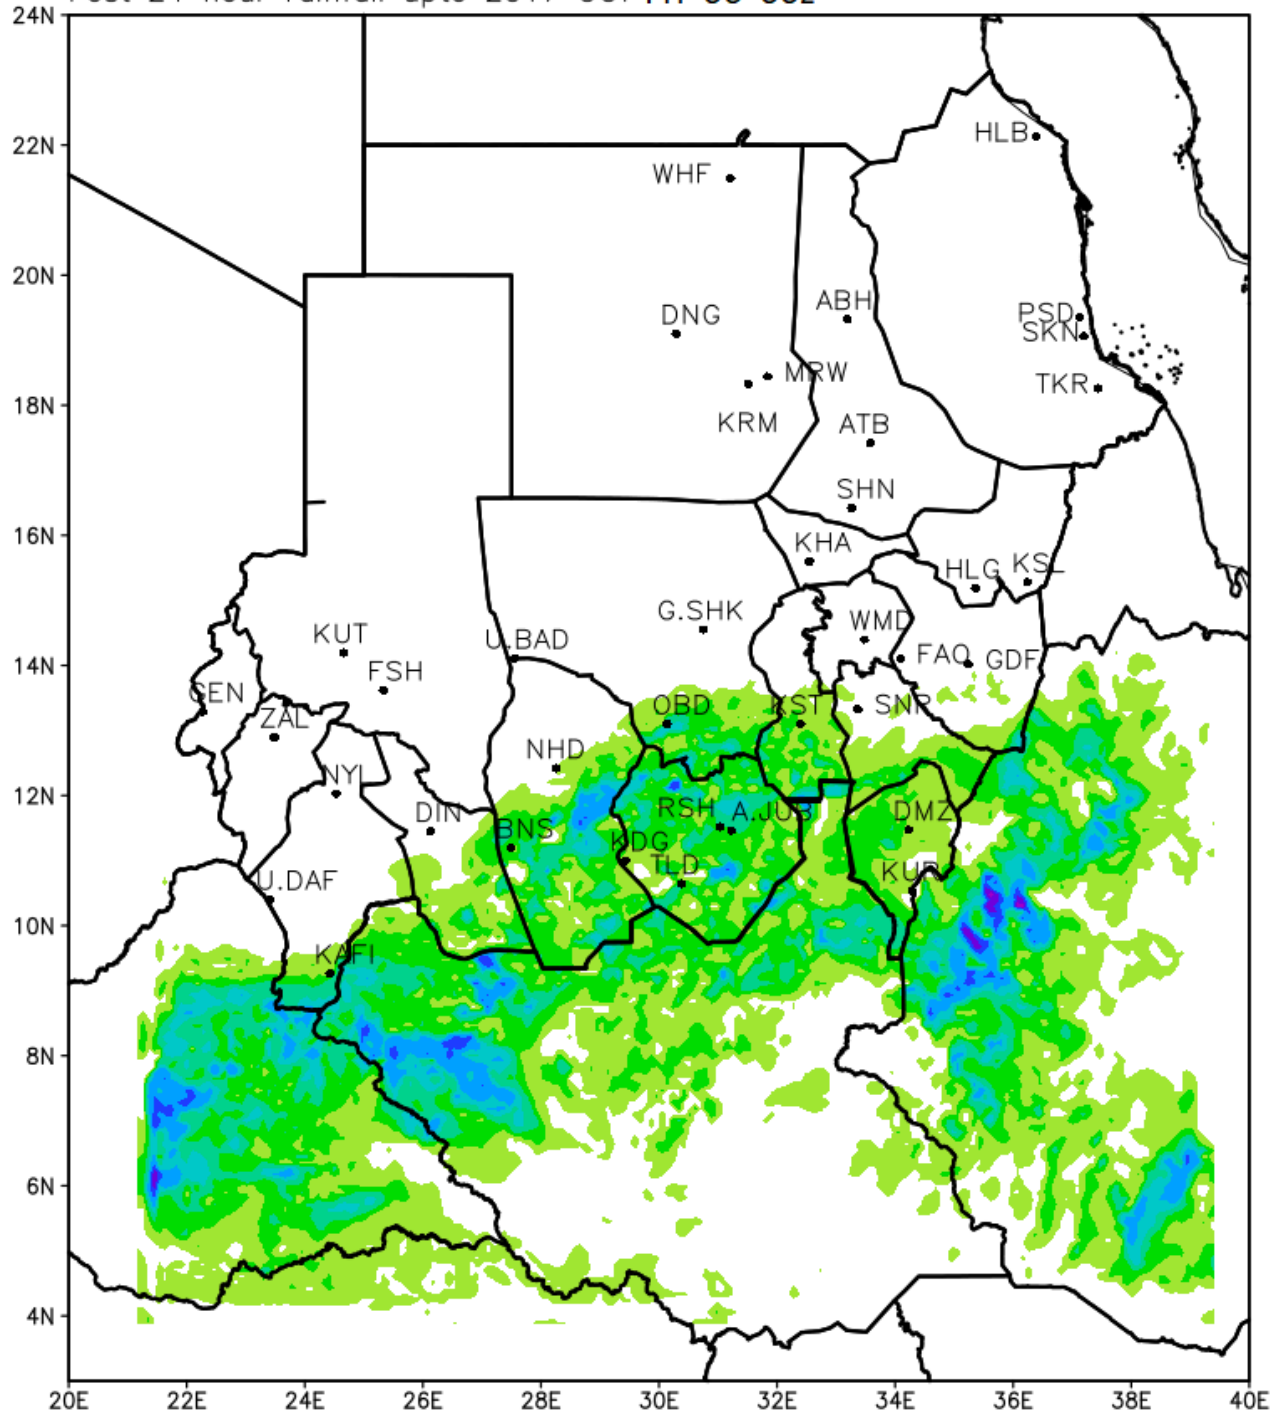 24N
22N
20N
18N
16N
14N
12N
10N
8N
6N
4N
HLB
WHF
ABH
DNG
PSD
SKN
MRW
TKR
KRM
ATB
SHN
KHA
HLG KSL
G.SHK
WMD
KUT
U.BAD
FAO GDF
FSH
GEN
OBD KST SNR
ZAL
NHD
NYL
RSH A.JUB DMZ
DIN
BNS
KDG
TLD
KUR
U.DAF
KAFI
20E 22E 24E 26E 28E 30E 32E 34E 36E 38E 40E